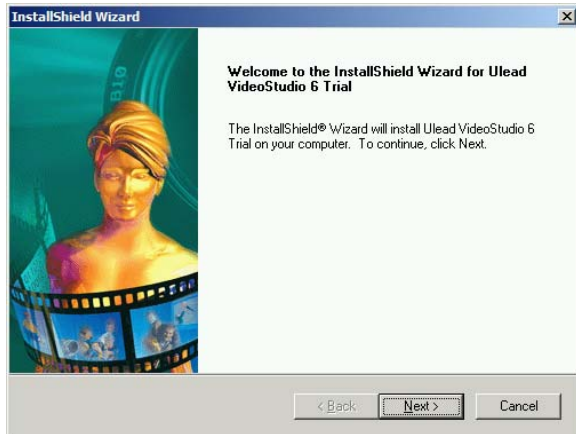 InstallShield Wizard
B10
Welcome to the InstallShield Wizard for Ulead
VideoStudio 6 Trial
The InstallShield® Wizard will install Ulead VideoStudio 6
Trial on your computer. To continue, click Next.
< Back
Next >
Cancel